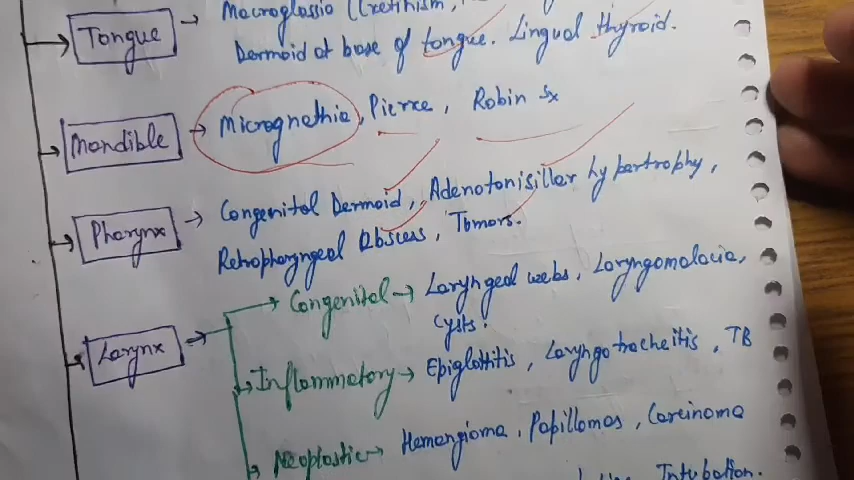 Macroglossia (Cretinism,
Tongue →
Dermoid at base of tongue. Lingual thyroid.
Mandible → Micrognathia, Pierre, Robin Sx
Pharynx → Congenital Dermoid, Adenotonisillar hypertrophy,
Retropharyngeal Abscess, Tumors.
Larynx → Congenital → Laryngeal webs, Laryngomalacia,
Cysts.
Inflammatory → Epiglottitis, Laryngotracheitis, TB
Neoplastic → Hemangioma, Papillomas, Carcinoma
Intubation.